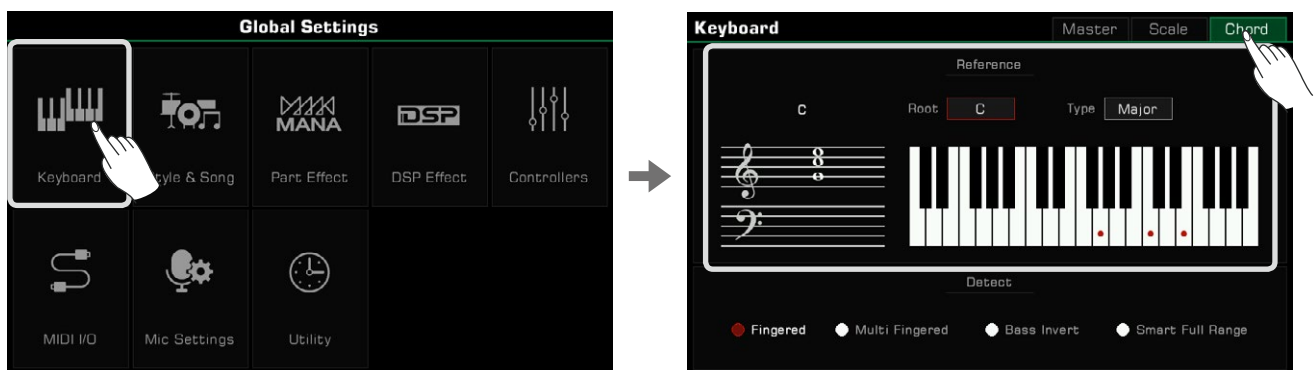 Global Settings
Keyboard
Style & Song
MANA
Part Effect
DSP
DSP Effect
Controllers
MIDI I/O
Mic Settings
Utility
Keyboard
Master
Scale
Chord
Reference
C
Root
C
Type
Major
Detect
Fingered
Multi Fingered
Bass Invert
Smart Full Range